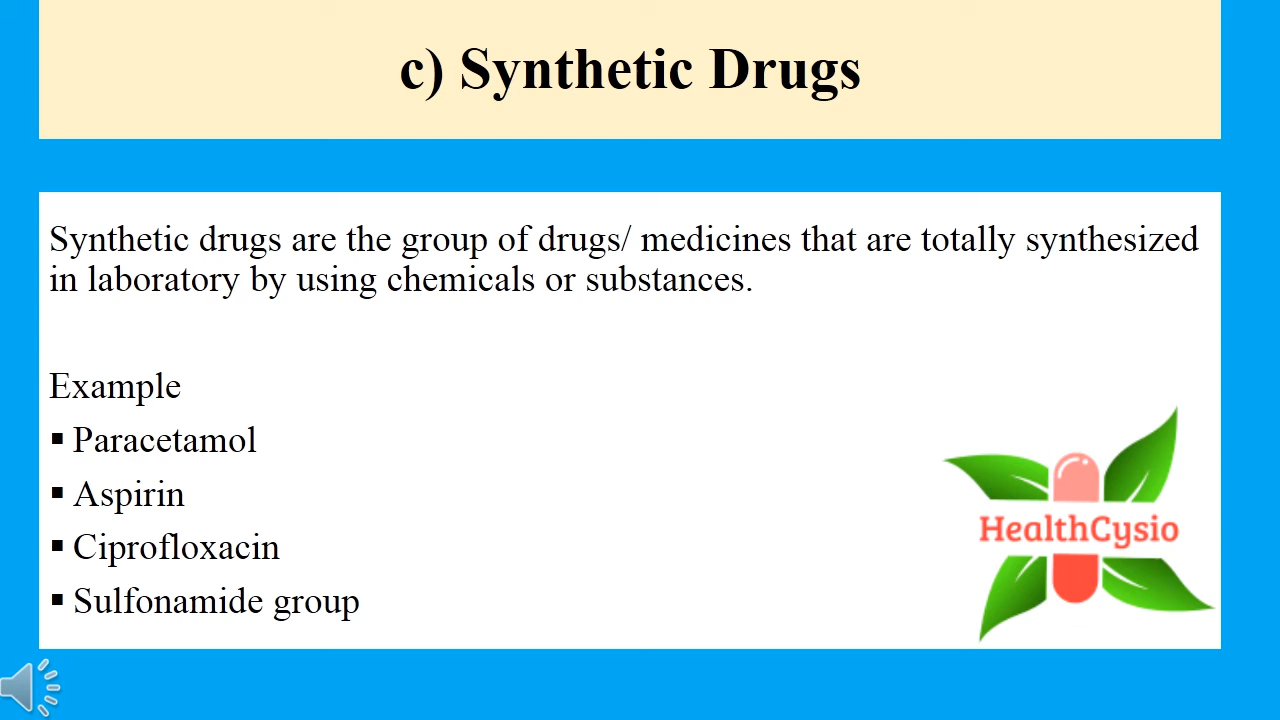 c) Synthetic Drugs
Synthetic drugs are the group of drugs/ medicines that are totally synthesized
in laboratory by using chemicals or substances.
Example
▪ Paracetamol
▪ Aspirin
▪ Ciprofloxacin
▪ Sulfonamide group
HealthCysio